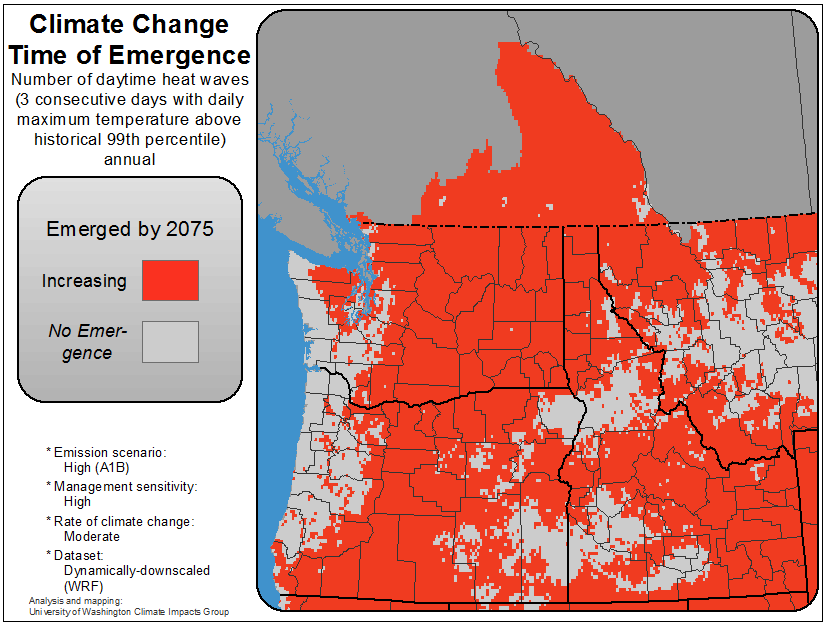 Climate Change
Time of Emergence
Number of daytime heat waves
(3 consecutive days with daily
maximum temperature above
historical 99th percentile)
annual
Emerged by 2075
Increasing
No Emer-
gence
* Emission scenario:
High (A1B)
* Management sensitivity:
High
* Rate of climate change:
Moderate
* Dataset:
Dynamically-downscaled
(WRF)
Analysis and mapping:
University of Washington Climate Impacts Group